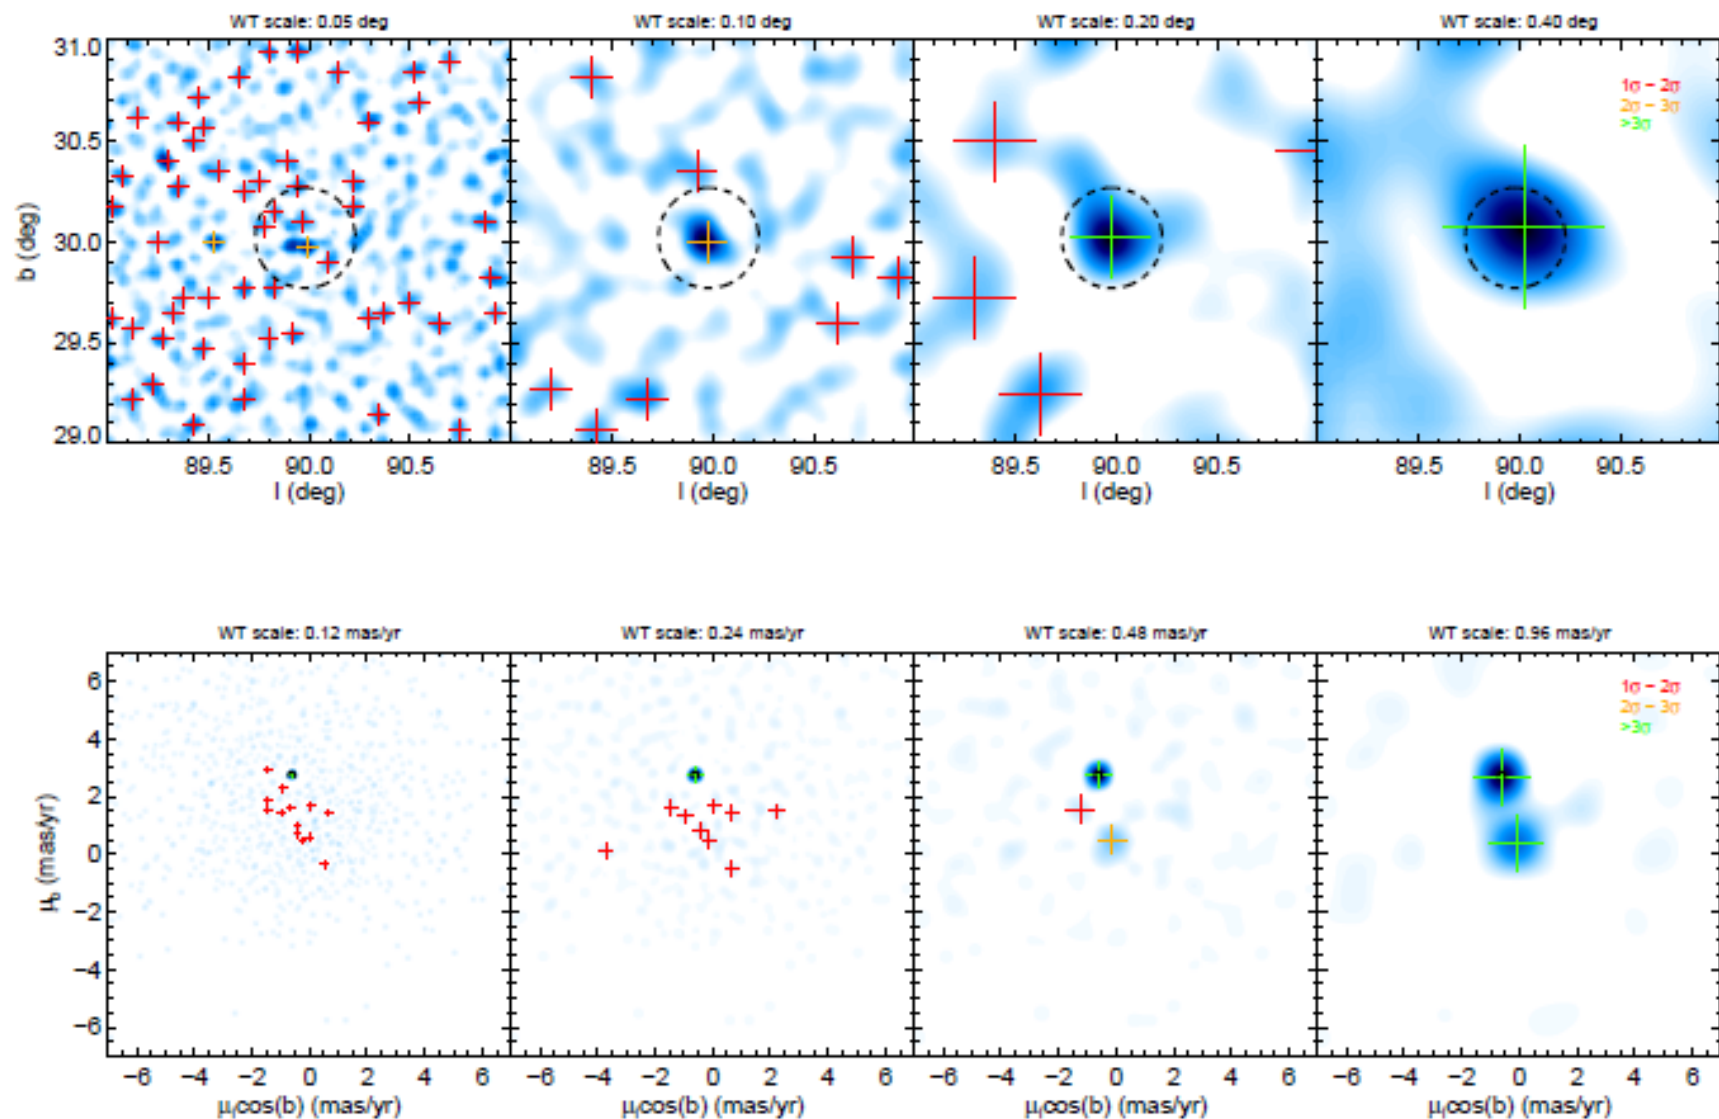 WT scale: 0.05 deg
WT scale: 0.10 deg
WT scale: 0.20 deg
WT scale: 0.40 deg
31.0
30.5
30.0
29.5
29.0
b (deg)
1σ − 2σ
2σ − 3σ
>3σ
89.5 90.0 90.5
89.5 90.0 90.5
89.5 90.0 90.5
89.5 90.0 90.5
l (deg)
l (deg)
l (deg)
l (deg)
WT scale: 0.12 mas/yr
WT scale: 0.24 mas/yr
WT scale: 0.48 mas/yr
WT scale: 0.96 mas/yr
6
4
2
0
−2
−4
−6
μb (mas/yr)
1σ − 2σ
2σ − 3σ
>3σ
−6 −4 −2 0 2 4 6
−6 −4 −2 0 2 4 6
−6 −4 −2 0 2 4 6
−6 −4 −2 0 2 4 6
μlcos(b) (mas/yr)
μlcos(b) (mas/yr)
μlcos(b) (mas/yr)
μlcos(b) (mas/yr)